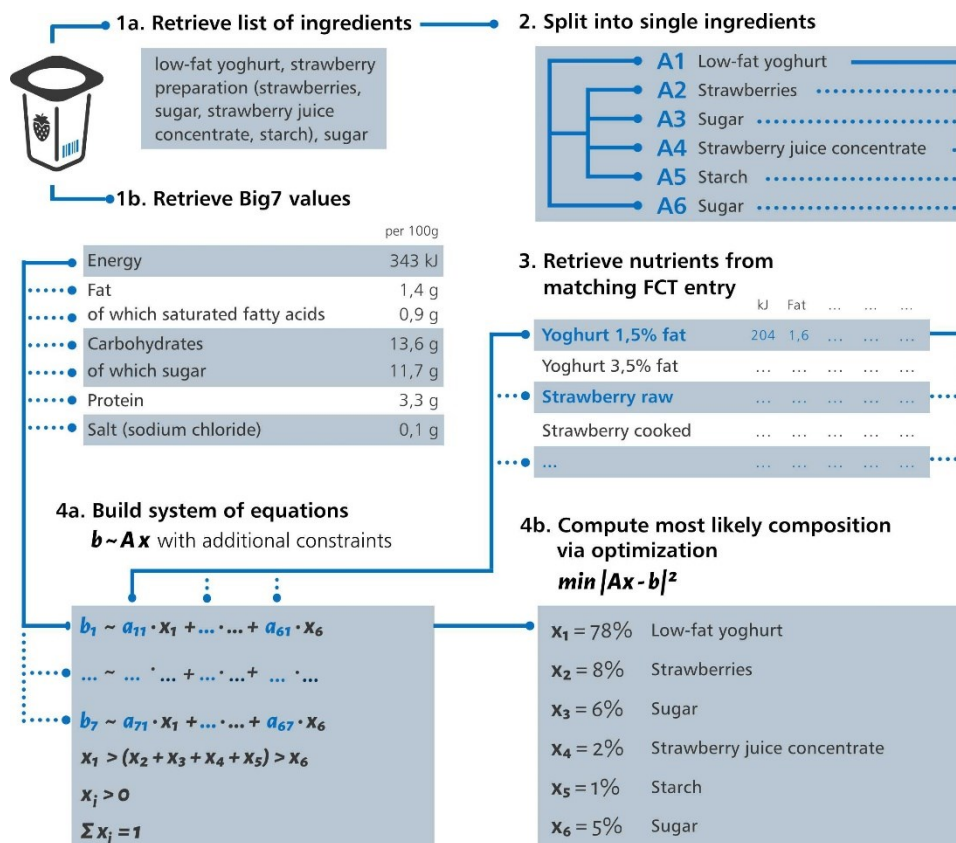 1a. Retrieve list of ingredients
low-fat yoghurt, strawberry
preparation (strawberries,
sugar, strawberry juice
concentrate, starch), sugar
1b. Retrieve Big7 values
per 100g
Energy 343 kJ
Fat 1,4 g
of which saturated fatty acids 0,9 g
Carbohydrates 13,6 g
of which sugar 11,7 g
Protein 3,3 g
Salt (sodium chloride) 0,1 g
2. Split into single ingredients
A1 Low-fat yoghurt
A2 Strawberries
A3 Sugar
A4 Strawberry juice concentrate
A5 Starch
A6 Sugar
3. Retrieve nutrients from
matching FCT entry
kJ Fat ... ... ...
Yoghurt 1,5% fat 204 1,6 ... ... ...
Yoghurt 3,5% fat ... ... ... ... ...
Strawberry raw ... ... ... ... ...
Strawberry cooked ... ... ... ... ...
... ... ... ... ... ...
4a. Build system of equations
b ~ A x with additional constraints
b₁ ~ a₁₁ · x₁ + ... · ... + a₆₁ · x₆
... ~ ... · ... + ... · ... + ... · ...
b₇ ~ a₇₁ · x₁ + ... · ... + a₆₇ · x₆
x₁ > (x₂ + x₃ + x₄ + x₅) > x₆
xᵢ > 0
Σ xᵢ = 1
4b. Compute most likely composition
via optimization
min |Ax - b|²
x₁ = 78% Low-fat yoghurt
x₂ = 8% Strawberries
x₃ = 6% Sugar
x₄ = 2% Strawberry juice concentrate
x₅ = 1% Starch
x₆ = 5% Sugar